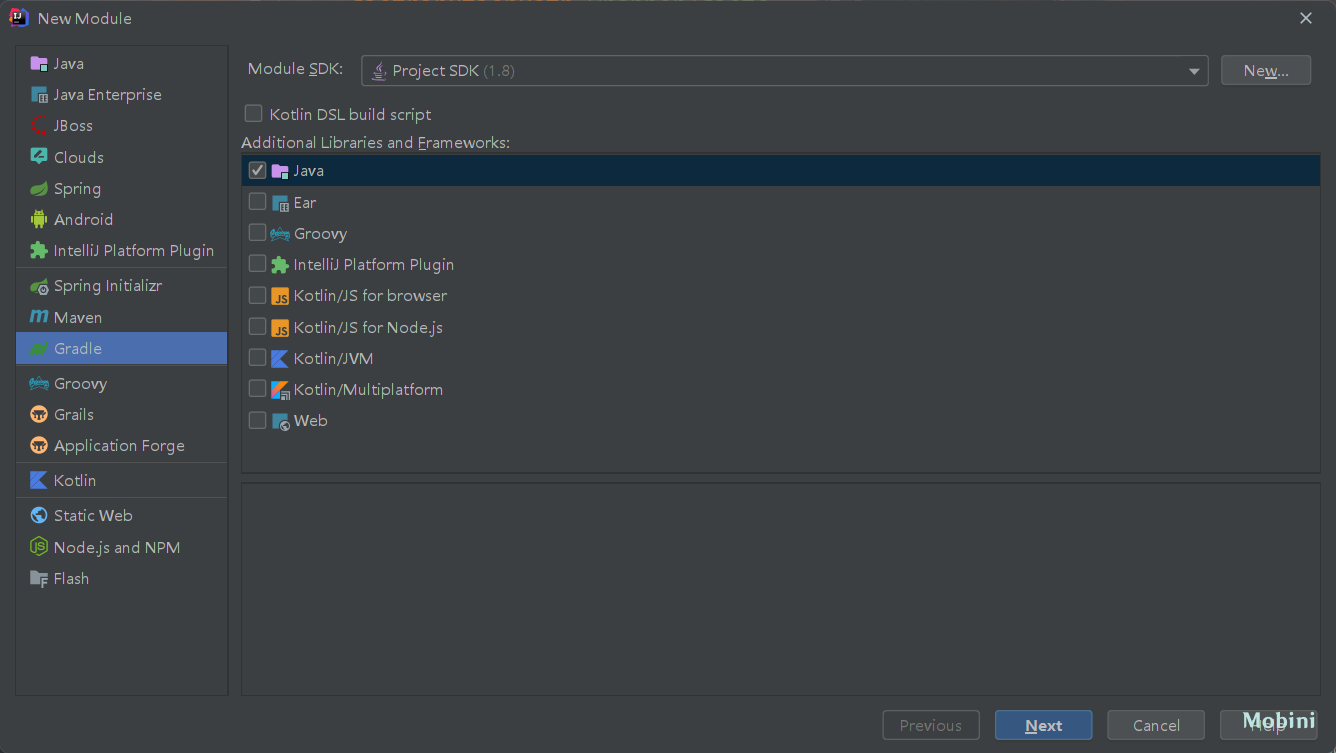 New Module
Java
Java Enterprise
JBoss
Clouds
Spring
Android
IntelliJ Platform Plugin
Spring Initializr
Maven
Gradle
Groovy
Grails
Application Forge
Kotlin
Static Web
Node.js and NPM
Flash
Module SDK: Project SDK (1.8) New...
Kotlin DSL build script
Additional Libraries and Frameworks:
Java
Ear
Groovy
IntelliJ Platform Plugin
Kotlin/JS for browser
Kotlin/JS for Node.js
Kotlin/JVM
Kotlin/Multiplatform
Web
Previous Next Cancel Help
Mobini